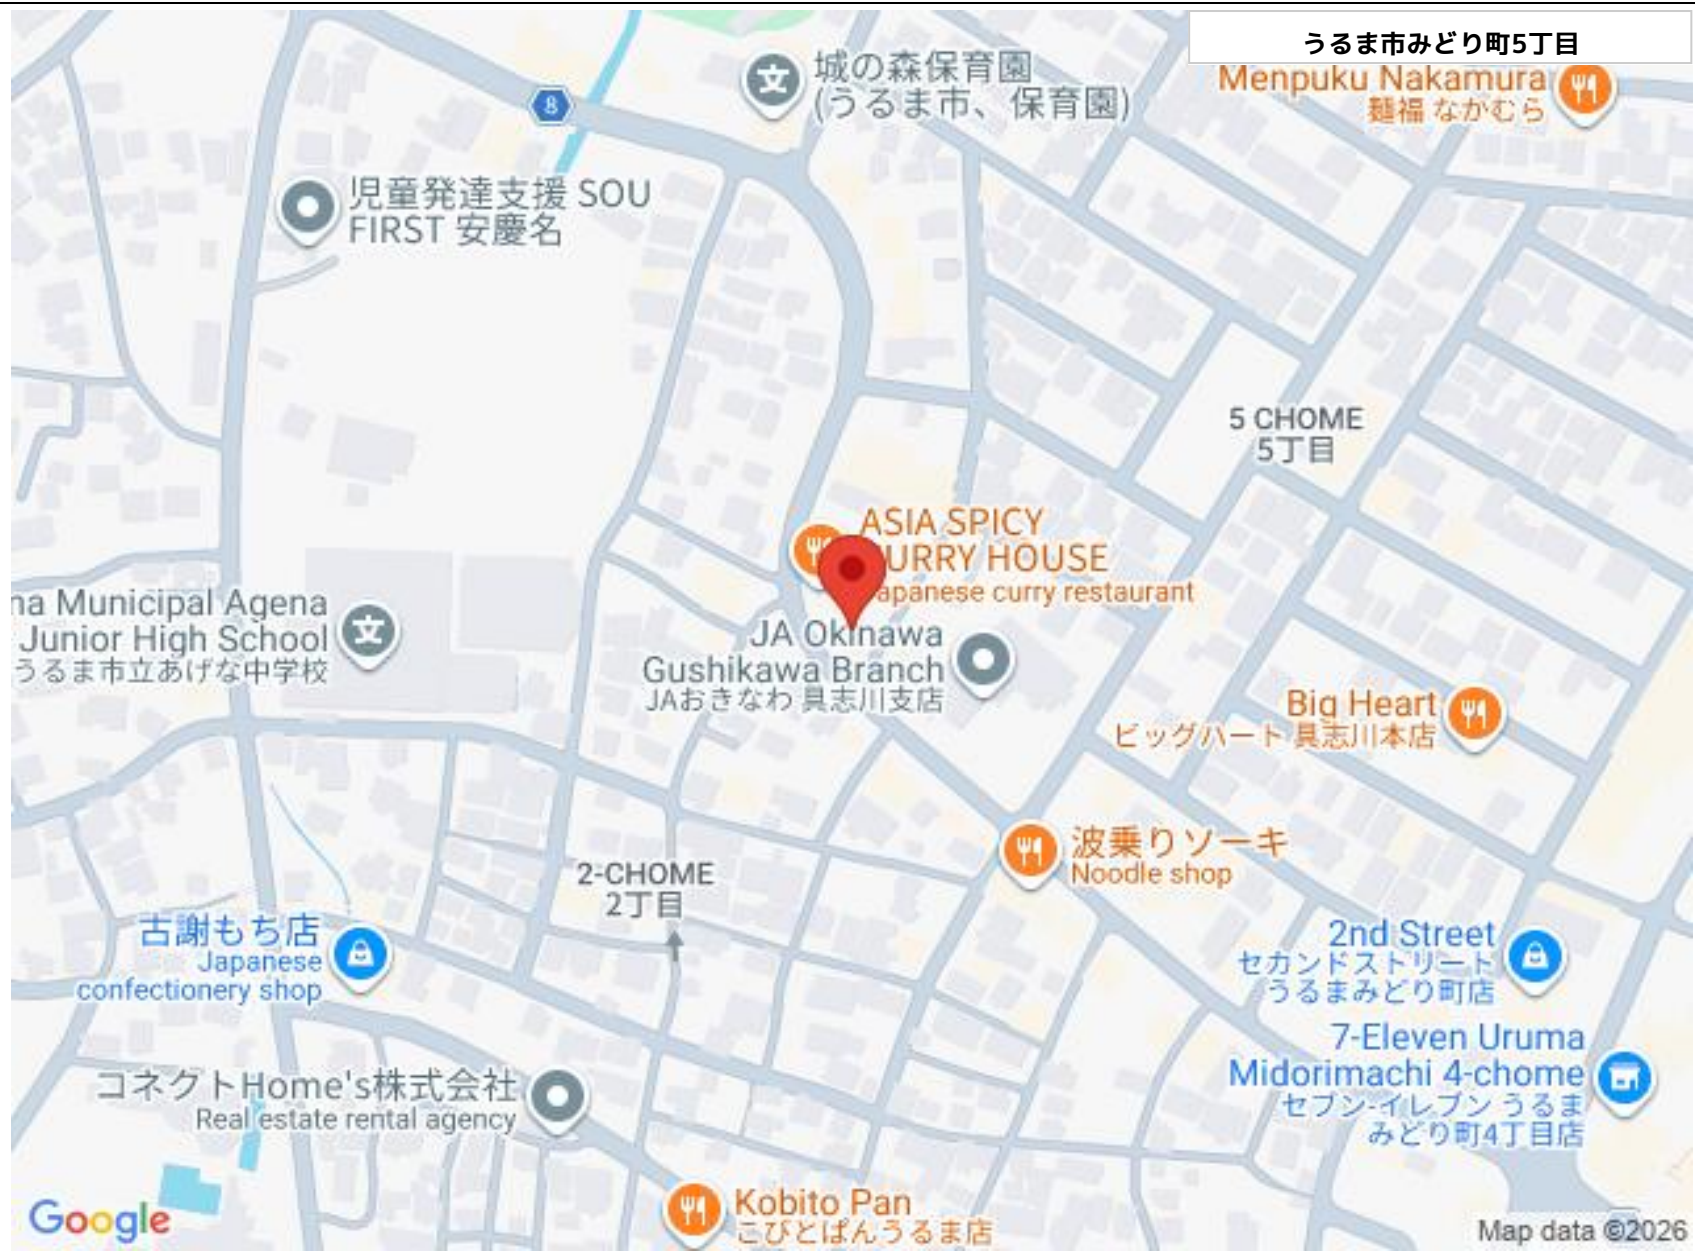 うるま市みどり町5丁目
城の森保育園
(うるま市、保育園)
Menpuku Nakamura
麺福 なかむら
8
児童発達支援 SOU
FIRST 安慶名
5 CHOME
5丁目
ASIA SPICY
CURRY HOUSE
Japanese curry restaurant
na Municipal Agena
Junior High School
うるま市立あげな中学校
JA Okinawa
Gushikawa Branch
JAおきなわ 具志川支店
Big Heart
ビッグハート 具志川本店
波乗りソーキ
Noodle shop
2-CHOME
2丁目
古謝もち店
Japanese
confectionery shop
2nd Street
セカンドストリート
うるまみどり町店
7-Eleven Uruma
Midorimachi 4-chome
セブン-イレブン うるま
みどり町4丁目店
コネクトHome's株式会社
Real estate rental agency
Kobito Pan
こびとぱんうるま店
Google
Map data ©2026